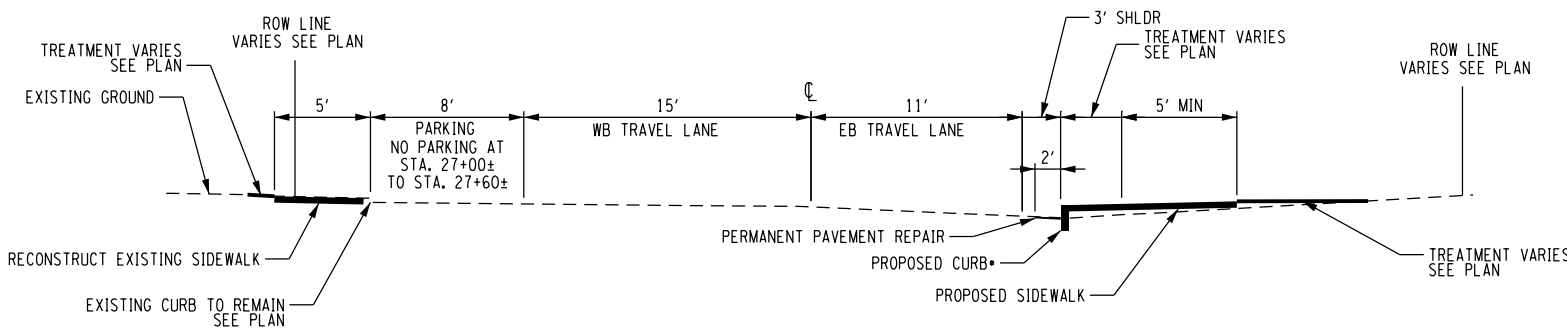 ROW LINE
VARIES SEE PLAN
TREATMENT VARIES
SEE PLAN
EXISTING GROUND
3' SHLDR
TREATMENT VARIES
SEE PLAN
ROW LINE
VARIES SEE PLAN
5'
8'
15'
℄
11'
5' MIN
PARKING
NO PARKING AT
STA. 27+00±
TO STA. 27+60±
WB TRAVEL LANE
EB TRAVEL LANE
2'
RECONSTRUCT EXISTING SIDEWALK
EXISTING CURB TO REMAIN
SEE PLAN
PERMANENT PAVEMENT REPAIR
PROPOSED CURB*
PROPOSED SIDEWALK
TREATMENT VARIES
SEE PLAN